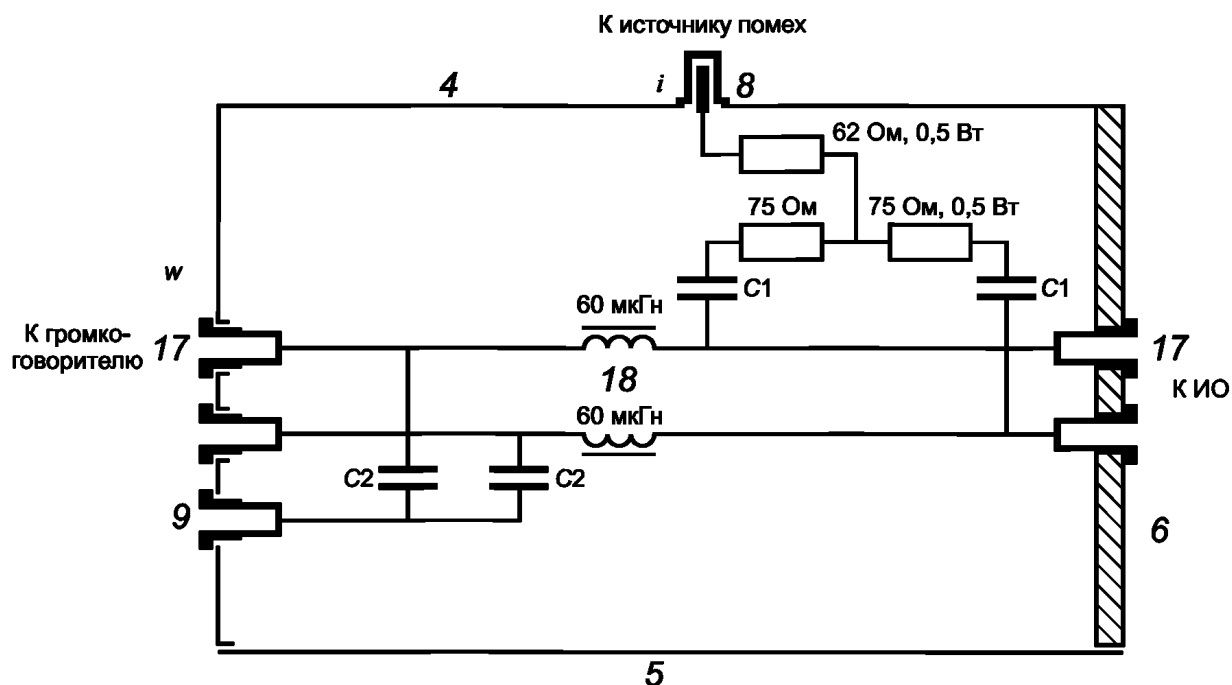 К источнику помех
4
i
8
62 Ом, 0,5 Вт
75 Ом
75 Ом, 0,5 Вт
w
C1
C1
60 мкГн
К громко-
говорителю
17
17
18
К ИО
60 мкГн
C2
C2
9
6
5